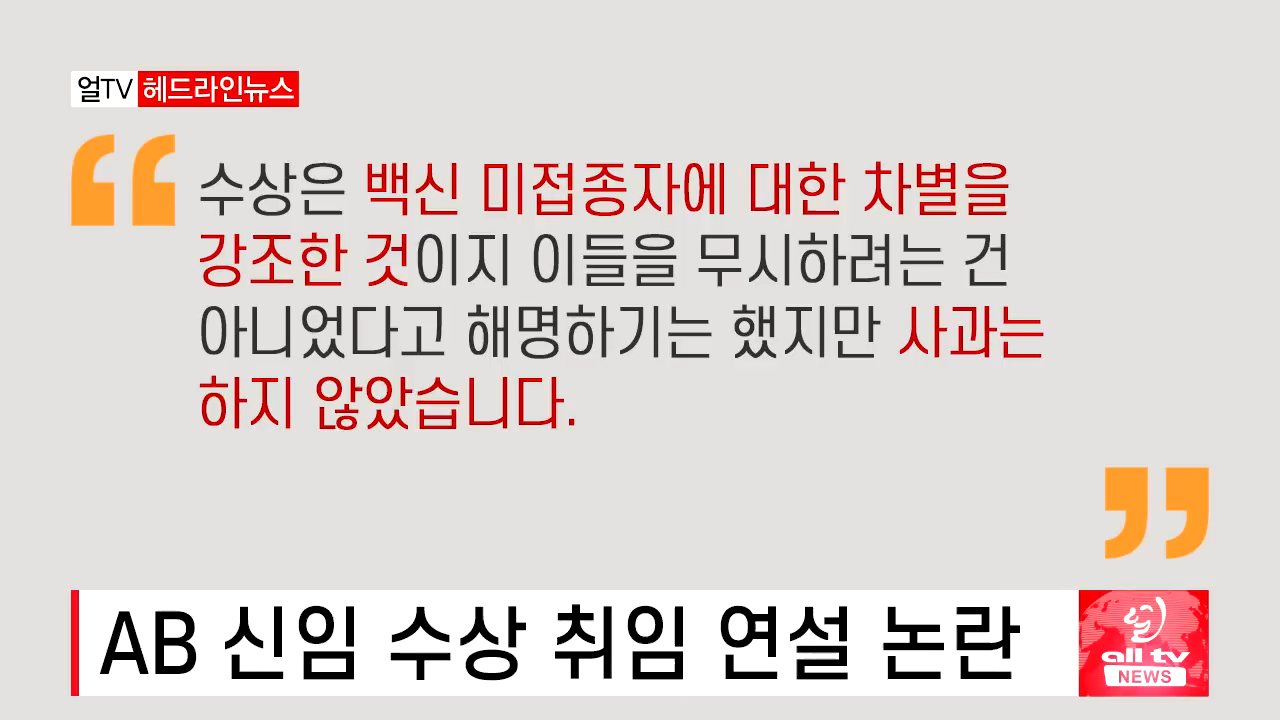 얼TV 헤드라인뉴스
수상은 백신 미접종자에 대한 차별을
강조한 것이지 이들을 무시하려는 건
아니었다고 해명하기는 했지만 사과는
하지 않았습니다.
AB 신임 수상 취임 연설 논란
all tv
NEWS